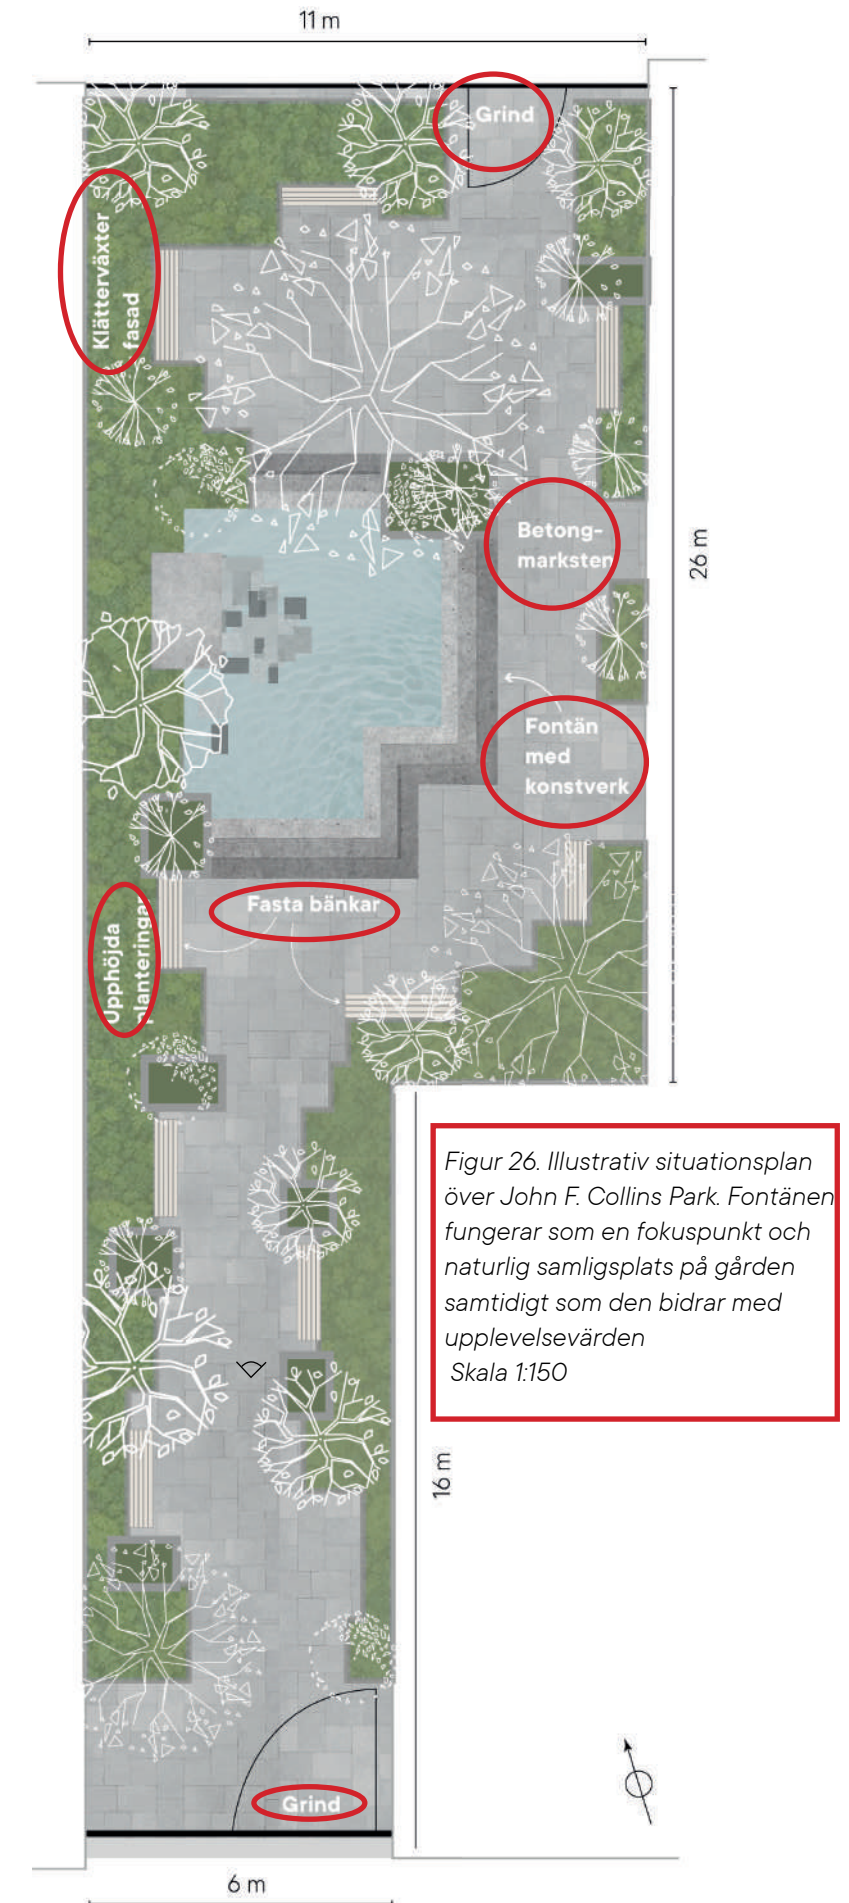 11 m
Grind
Klätterväxter
fasad
Betong-
marksten
26 m
Fontän
med
konstverk
Fasta bänkar
Upphöjda
planteringar
Figur 26. Illustrativ situationsplan
över John F. Collins Park. Fontänen
fungerar som en fokuspunkt och
naturlig samligsplats på gården
samtidigt som den bidrar med
upplevelsevärden
Skala 1:150
16 m
Grind
6 m